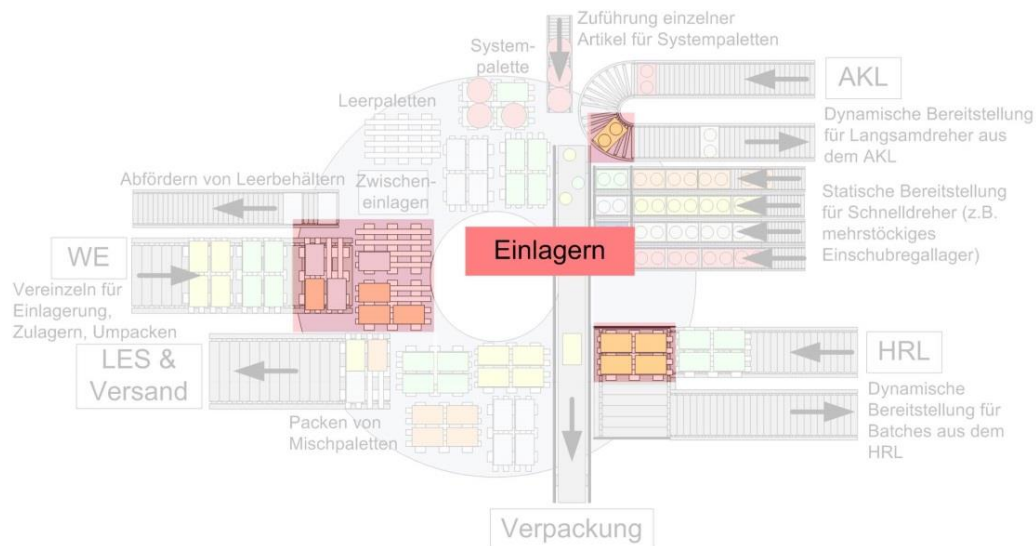 Zuführung einzelner
Artikel für Systempaletten
System-
palette
AKL
Leerpaletten
Dynamische Bereitstellung
für Langsamdreher aus
dem AKL
Abfördern von Leerbehältern
Zwischen-
einlagen
Statische Bereitstellung
für Schnelldreher (z.B.
mehrstöckiges
Einschubregallager)
WE
Einlagern
Vereinzeln für
Einlagerung,
Zulagern, Umpacken
LES &
Versand
HRL
Packen von
Mischpaletten
Dynamische
Bereitstellung für
Batches aus dem
HRL
Verpackung